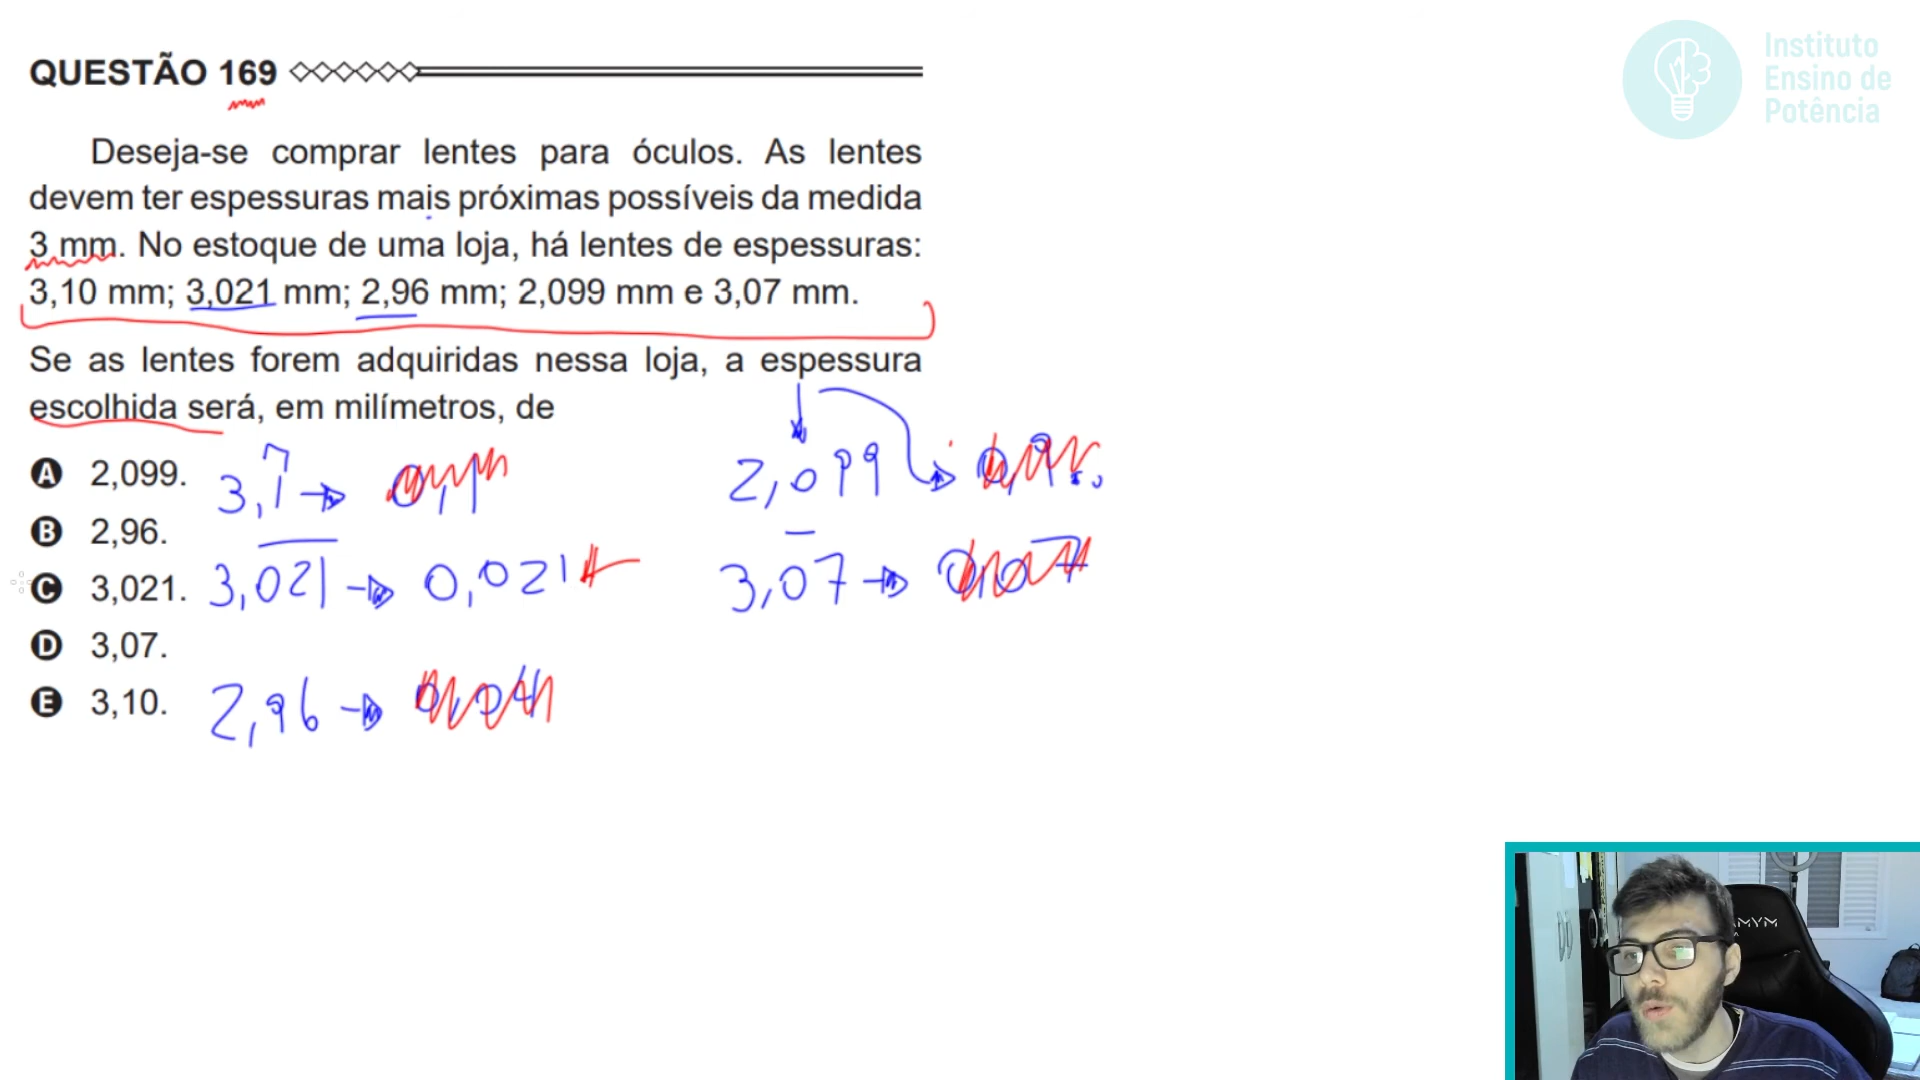 QUESTÃO 169
Instituto
Ensino de
Potência
Deseja-se comprar lentes para óculos. As lentes
devem ter espessuras mais próximas possíveis da medida
3 mm. No estoque de uma loja, há lentes de espessuras:
3,10 mm; 3,021 mm; 2,96 mm; 2,099 mm e 3,07 mm.
Se as lentes forem adquiridas nessa loja, a espessura
escolhida será, em milímetros, de
A 2,099.
B 2,96.
C 3,021.
D 3,07.
E 3,10.
3,1 → 0,1
3,021 → 0,021
2,96 → 0,04
2,099 →
3,07 → 0,07